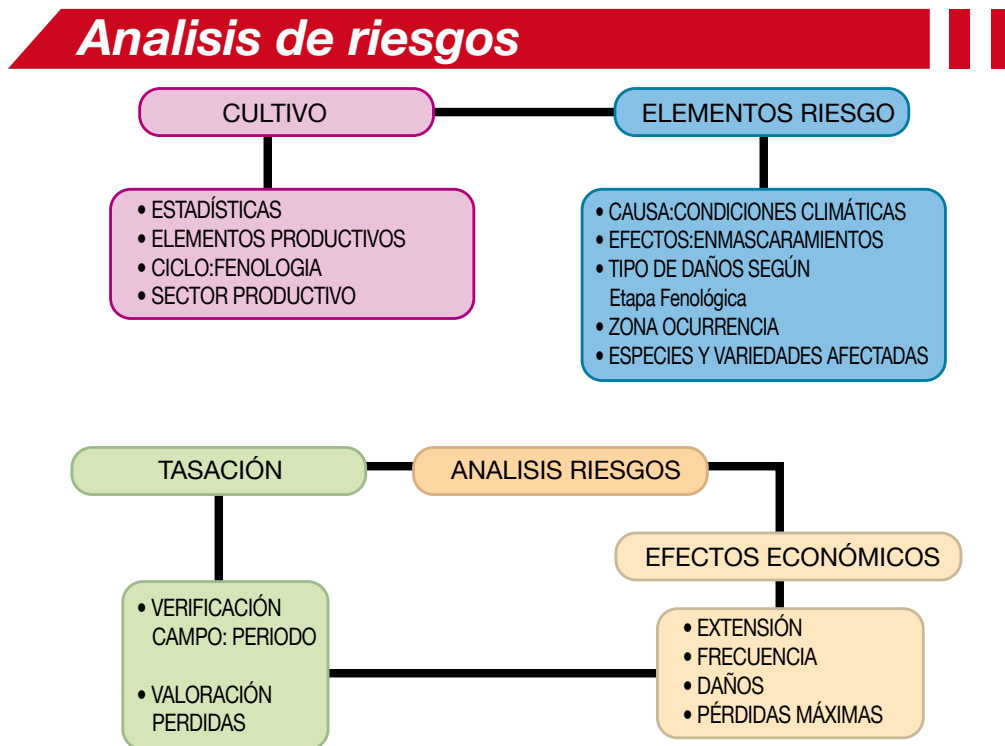 Analisis de riesgos
CULTIVO
• ESTADÍSTICAS
• ELEMENTOS PRODUCTIVOS
• CICLO:FENOLOGIA
• SECTOR PRODUCTIVO
ELEMENTOS RIESGO
• CAUSA:CONDICIONES CLIMÁTICAS
• EFECTOS:ENMASCARAMIENTOS
• TIPO DE DAÑOS SEGÚN
Etapa Fenológica
• ZONA OCURRENCIA
• ESPECIES Y VARIEDADES AFECTADAS
TASACIÓN
ANALISIS RIESGOS
EFECTOS ECONÓMICOS
• VERIFICACIÓN
CAMPO: PERIODO
• VALORACIÓN
PERDIDAS
• EXTENSIÓN
• FRECUENCIA
• DAÑOS
• PÉRDIDAS MÁXIMAS